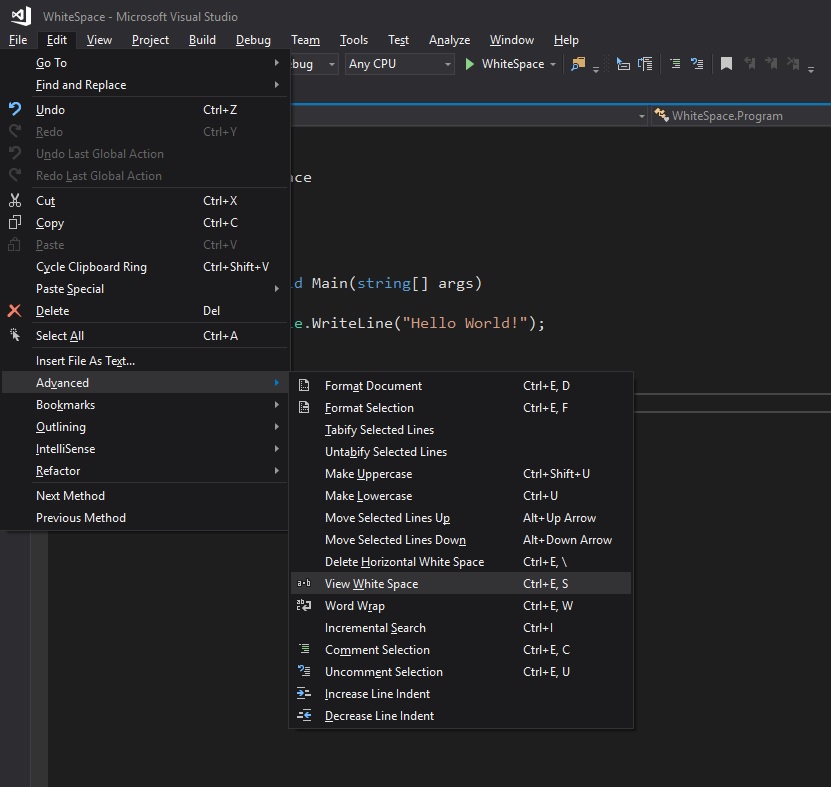 WhiteSpace - Microsoft Visual Studio
File Edit View Project Build Debug Team Tools Test Analyze Window Help
bug Any CPU WhiteSpace
WhiteSpace.Program
Go To
Find and Replace
Undo Ctrl+Z
Redo Ctrl+Y
Undo Last Global Action
Redo Last Global Action
Cut Ctrl+X
Copy Ctrl+C
Paste Ctrl+V
Cycle Clipboard Ring Ctrl+Shift+V
Paste Special
Delete Del
Select All Ctrl+A
Insert File As Text...
Advanced
Bookmarks
Outlining
IntelliSense
Refactor
Next Method
Previous Method
ace
id Main(string[] args)
le.WriteLine("Hello World!");
Format Document Ctrl+E, D
Format Selection Ctrl+E, F
Tabify Selected Lines
Untabify Selected Lines
Make Uppercase Ctrl+Shift+U
Make Lowercase Ctrl+U
Move Selected Lines Up Alt+Up Arrow
Move Selected Lines Down Alt+Down Arrow
Delete Horizontal White Space Ctrl+E, \
a·b View White Space Ctrl+E, S
ab Word Wrap Ctrl+E, W
Incremental Search Ctrl+I
Comment Selection Ctrl+E, C
Uncomment Selection Ctrl+E, U
Increase Line Indent
Decrease Line Indent